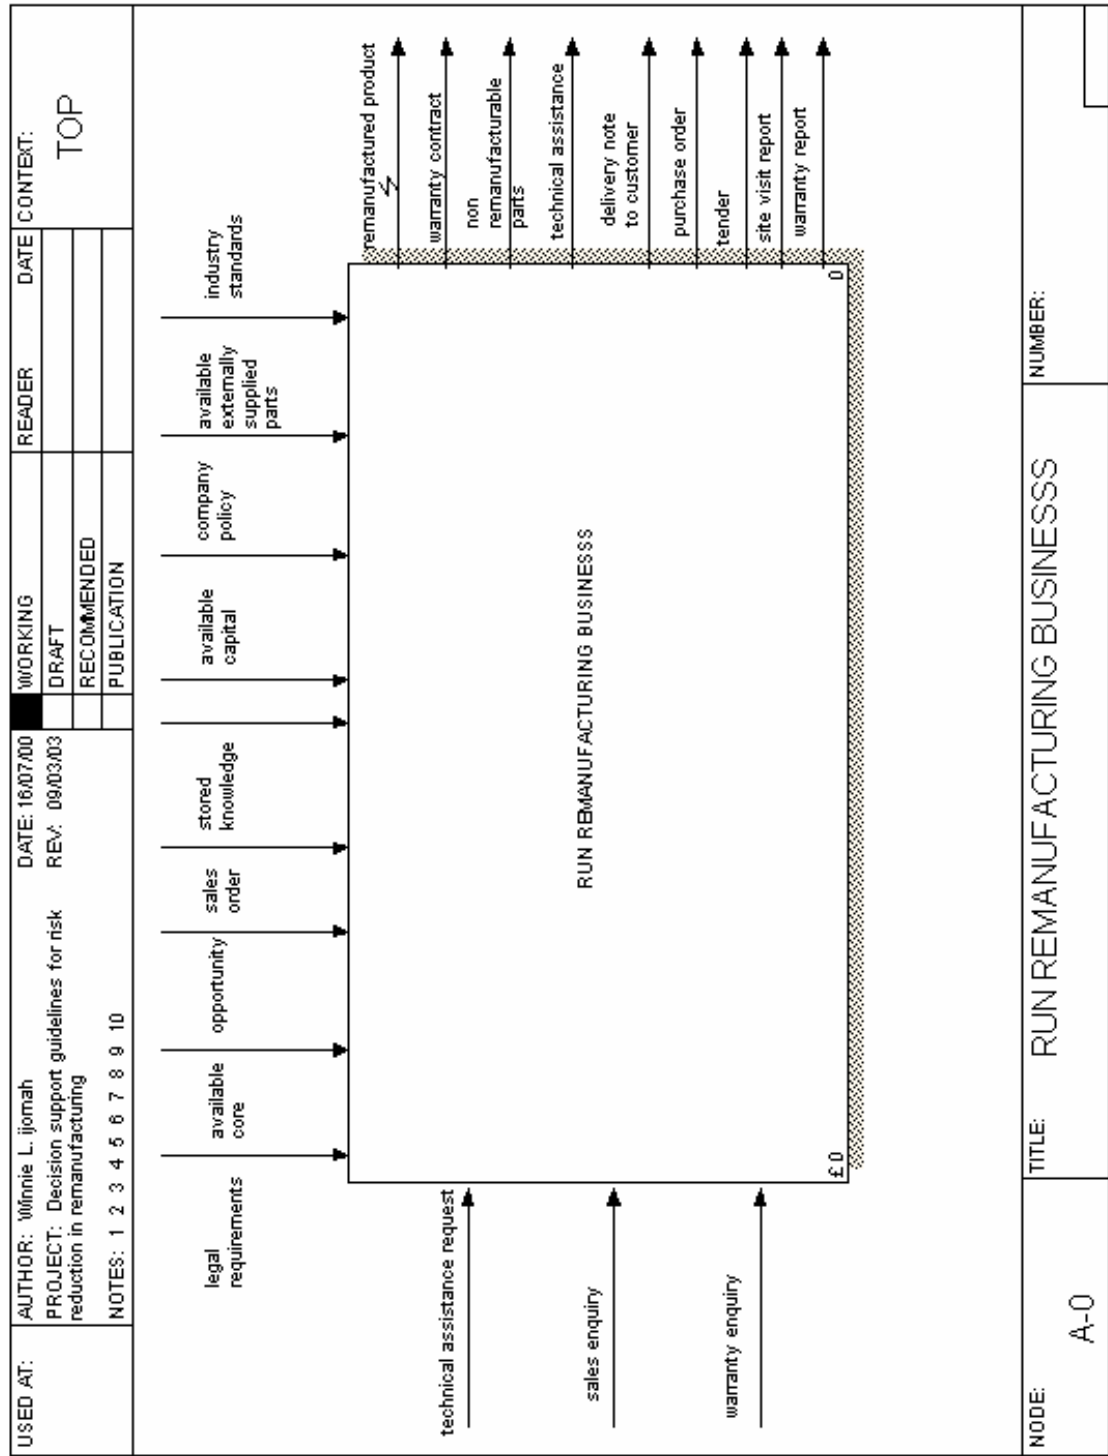 USED AT:
AUTHOR: Winnie L. Ijomah
DATE: 16/07/00
PROJECT: Decision support guidelines for risk
reduction in remanufacturing
REV: 09/03/03
NOTES: 1 2 3 4 5 6 7 8 9 10
WORKING
DRAFT
RECOMMENDED
PUBLICATION
READER
DATE
CONTEXT:
TOP
legal
requirements
available
core
opportunity
sales
order
stored
knowledge
available
capital
company
policy
available
externally
supplied
parts
industry
standards
technical assistance request
sales enquiry
warranty enquiry
RUN REMANUFACTURING BUSINESSS
£ 0
0
remanufactured product
warranty contract
non
remanufacturable
parts
technical assistance
delivery note
to customer
purchase order
tender
site visit report
warranty report
NODE:
A-0
TITLE:
RUN REMANUFACTURING BUSINESSS
NUMBER: